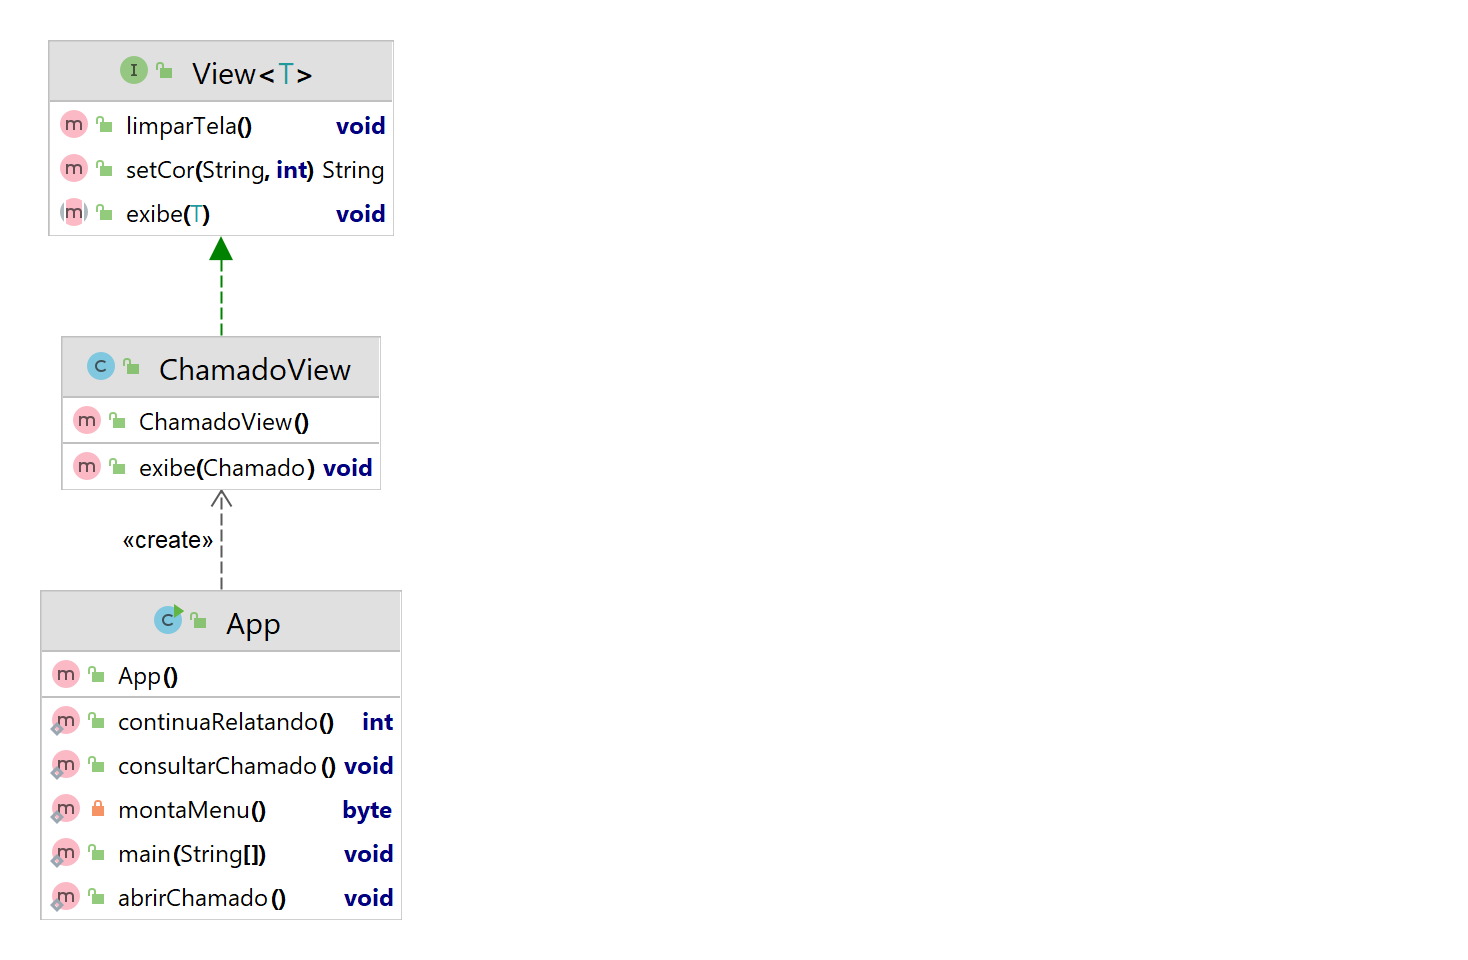 I View<T>
m limparTela() void
m setCor(String, int) String
m exibe(T) void
C ChamadoView
m ChamadoView()
m exibe(Chamado) void
«create»
C App
m App()
m continuaRelatando() int
m consultarChamado() void
m montaMenu() byte
m main(String[]) void
m abrirChamado() void